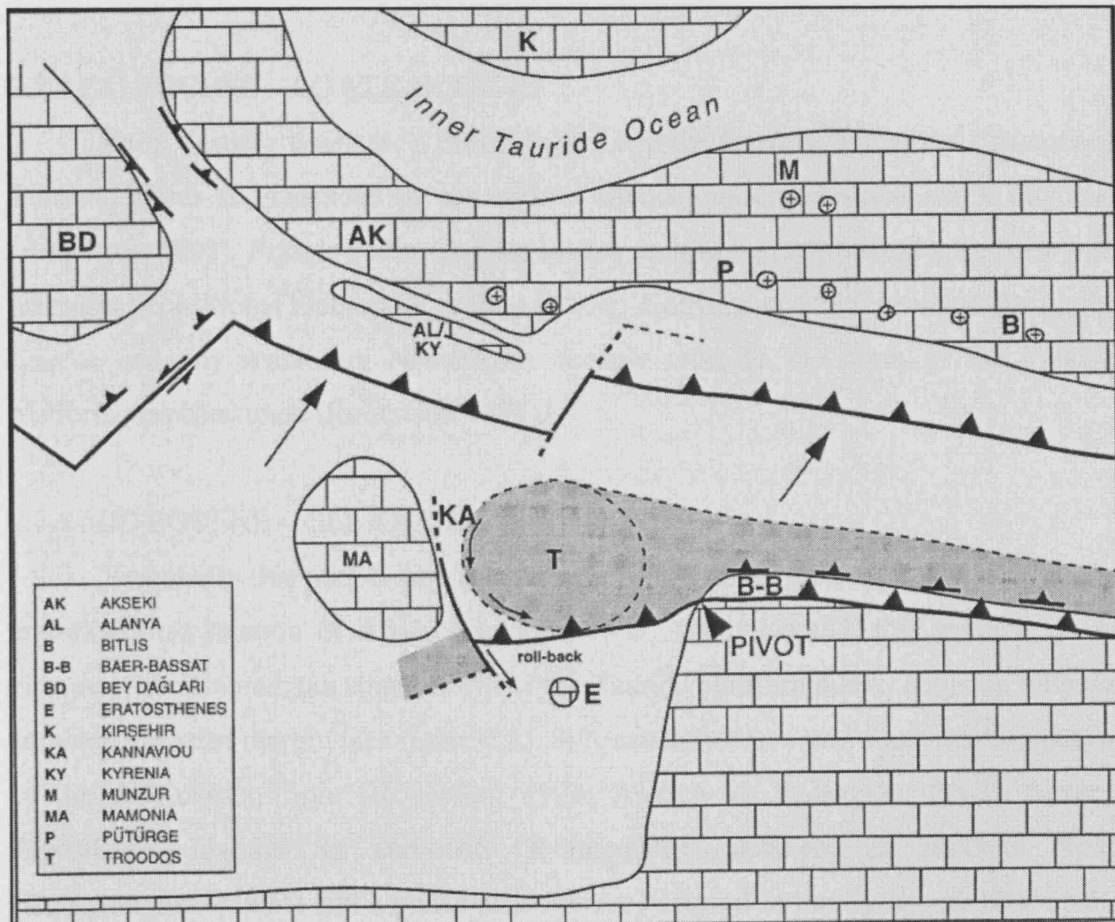 K
Inner Tauride Ocean
M
BD
AK
P
AL/
KY
B
KA
MA
T
B-B
PIVOT
roll-back
E
AK AKSEKI
AL ALANYA
B BITLIS
B-B BAER-BASSAT
BD BEY DAĞLARI
E ERATOSTHENES
K KIRŞEHIR
KA KANNAVIOU
KY KYRENIA
M MUNZUR
MA MAMONIA
P PÜTÜRGE
T TROODOS